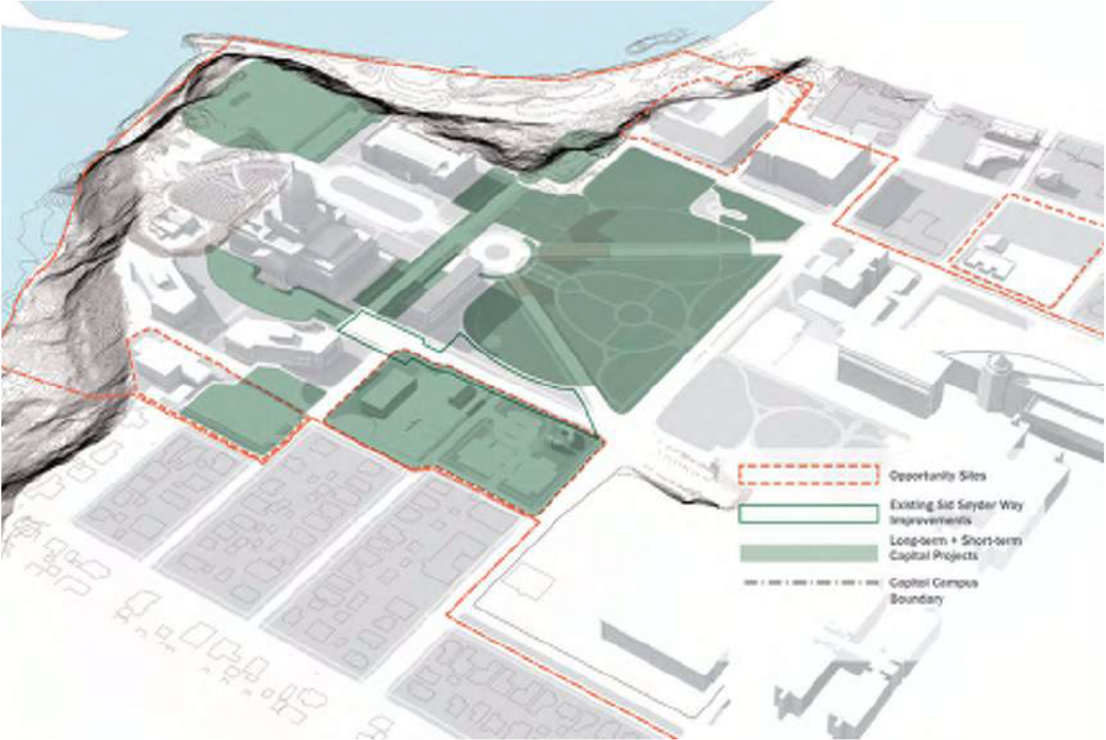 Opportunity Sites
Existing Sid Snyder Way
Improvements
Long-term + Short-term
Capital Projects
Capitol Campus
Boundary